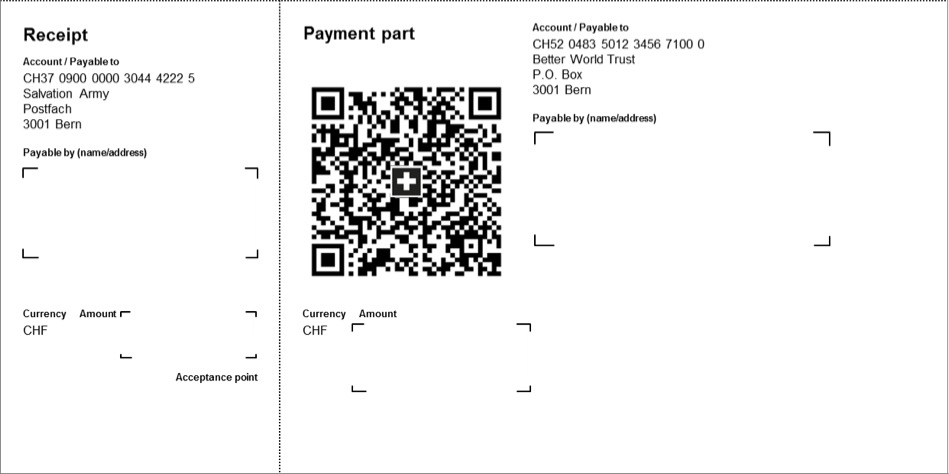 Receipt
Account / Payable to
CH37 0900 0000 3044 4222 5
Salvation Army
Postfach
3001 Bern
Payable by (name/address)
Currency Amount
CHF
Acceptance point
Payment part
Currency Amount
CHF
Account / Payable to
CH52 0483 5012 3456 7100 0
Better World Trust
P.O. Box
3001 Bern
Payable by (name/address)